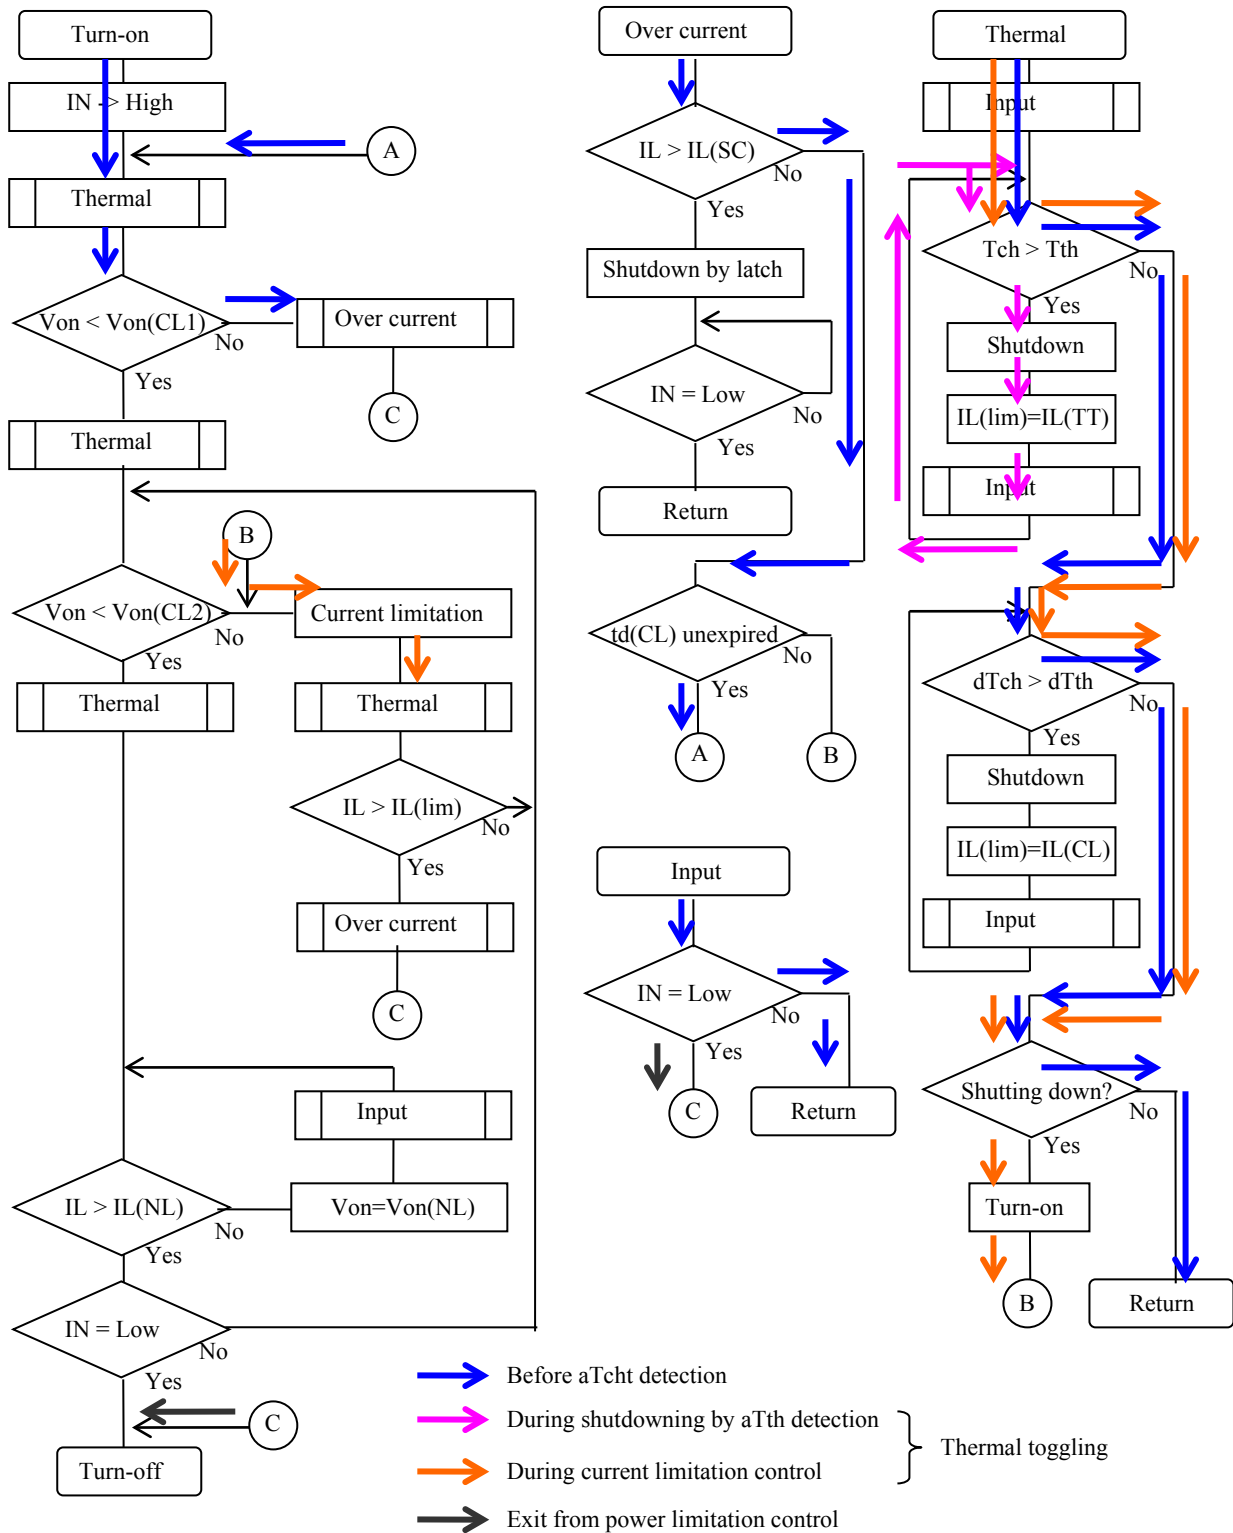 Turn-on
IN -> High
A
Thermal
Von < Von(CL1)
No
Over current
Yes
C
Thermal
B
Von < Von(CL2)
No
Current limitation
Yes
Thermal
Thermal
IL > IL(lim)
No
Yes
Over current
C
Input
IL > IL(NL)
No
Von=Von(NL)
Yes
IN = Low
No
Yes
C
Turn-off
Over current
IL > IL(SC)
No
Yes
Shutdown by latch
IN = Low
No
Yes
Return
td(CL) unexpired
No
Yes
A
B
Input
IN = Low
No
Yes
C
Return
Thermal
Input
Tch > Tth
No
Yes
Shutdown
IL(lim)=IL(TT)
Input
dTch > dTth
No
Yes
Shutdown
IL(lim)=IL(CL)
Input
Shutting down?
No
Yes
Turn-on
B
Return
Before aTcht detection
During shutdowning by aTth detection
During current limitation control
Thermal toggling
Exit from power limitation control